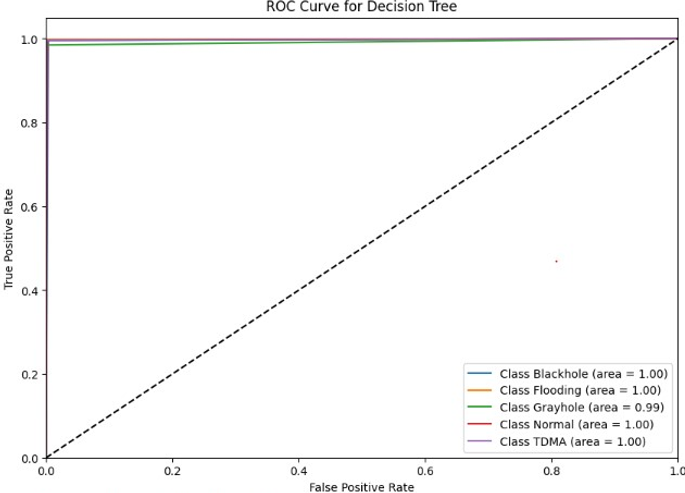 ROC Curve for Decision Tree
1.0
0.8
0.6
0.4
0.2
0.0
True Positive Rate
Class Blackhole (area = 1.00)
Class Flooding (area = 1.00)
Class Grayhole (area = 0.99)
Class Normal (area = 1.00)
Class TDMA (area = 1.00)
0.0 0.2 0.4 0.6 0.8 1.0
False Positive Rate